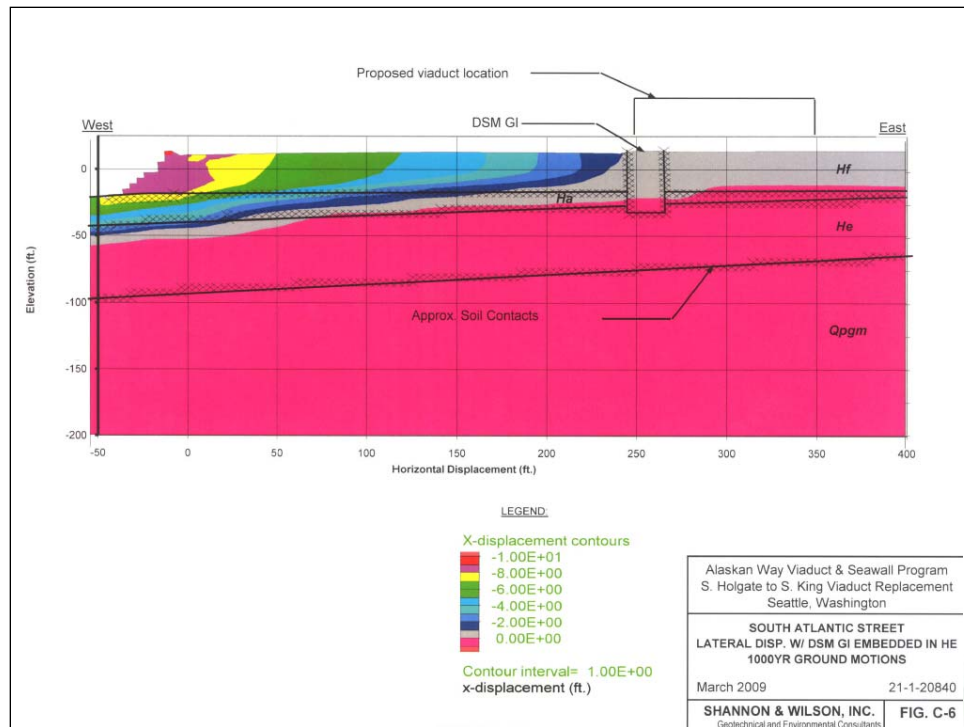 Proposed viaduct location
DSM GI
West
East
0
-50
-100
-150
-200
Elevation (ft.)
Hf
Ha
He
Approx. Soil Contacts
Qpgm
-50 0 50 100 150 200 250 300 350 400
Horizontal Displacement (ft.)
LEGEND:
X-displacement contours
-1.00E+01
-8.00E+00
-6.00E+00
-4.00E+00
-2.00E+00
0.00E+00
Contour interval= 1.00E+00
x-displacement (ft.)
Alaskan Way Viaduct & Seawall Program
S. Holgate to S. King Viaduct Replacement
Seattle, Washington
SOUTH ATLANTIC STREET
LATERAL DISP. W/ DSM GI EMBEDDED IN HE
1000YR GROUND MOTIONS
March 2009 21-1-20840
SHANNON & WILSON, INC. FIG. C-6
Geotechnical and Environmental Consultants